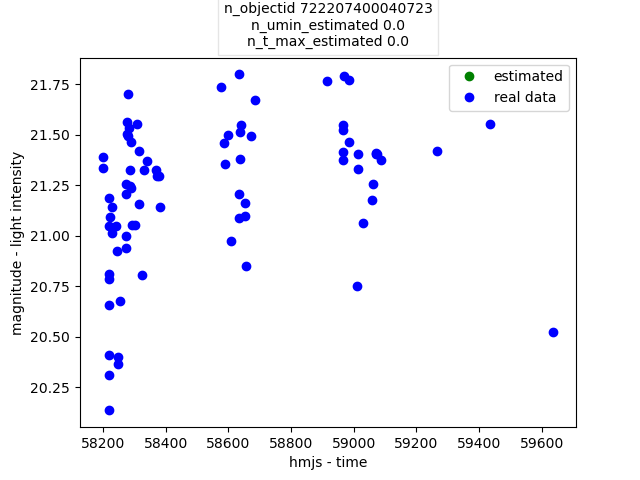 n_objectid 722207400040723
n_umin_estimated 0.0
n_t_max_estimated 0.0
estimated
real data
magnitude - light intensity
21.75
21.50
21.25
21.00
20.75
20.50
20.25
58200 58400 58600 58800 59000 59200 59400 59600
hmjs - time